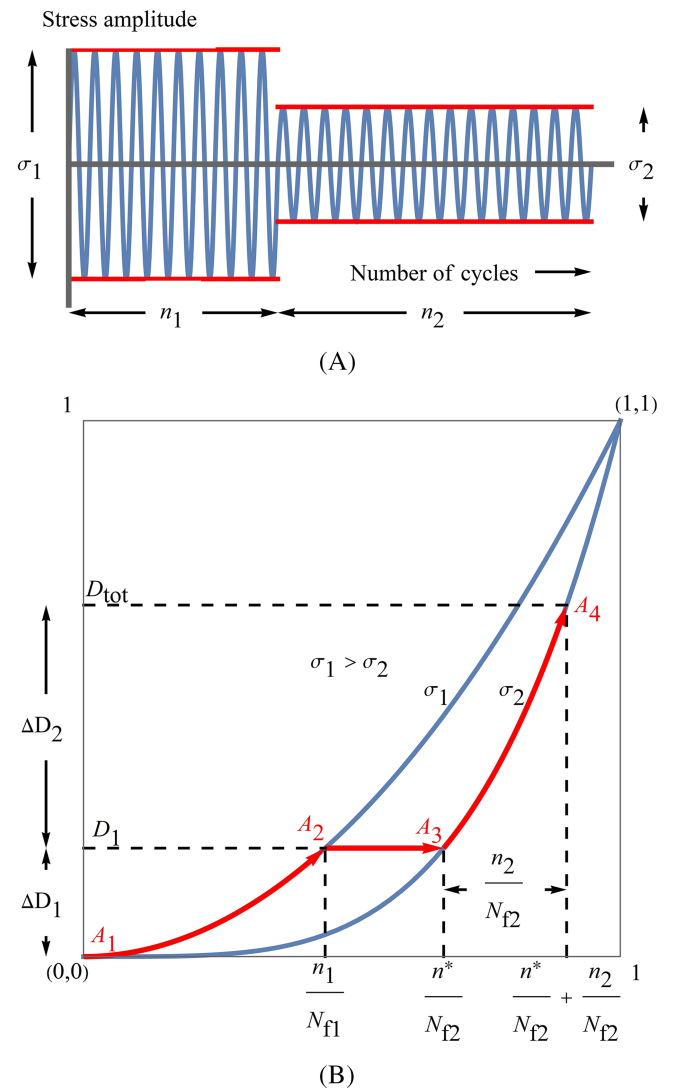 Stress amplitude
σ1
σ2
Number of cycles
n1
n2
(A)
1
(1,1)
Dtot
A4
σ1 > σ2
σ1
σ2
ΔD2
D1
A2
A3
n2
Nf2
ΔD1
A1
(0,0)
1
n1
n*
n*
+
n2
Nf1
Nf2
Nf2
Nf2
(B)